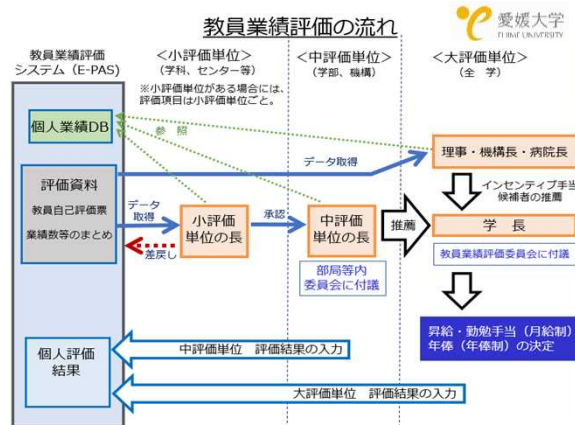 教員業績評価の流れ
愛媛大学
EHIME UNIVERSITY
教員業績評価
システム（E-PAS）
＜小評価単位＞
（学科、センター等）
※小評価単位がある場合には、
評価項目は小評価単位ごと。
＜中評価単位＞
（学部、機構）
＜大評価単位＞
（全　学）
個人業績DB
参　照
データ取得
理事・機構長・病院長
評価資料
教員自己評価票
業績数等のまとめ
データ
取得
差戻し
小評価
単位の長
承認
中評価
単位の長
部局等内
委員会に付議
推薦
インセンティブ手当
候補者の推薦
学　長
教員業績評価委員会に付議
昇給・勤勉手当（月給制）
年俸（年俸制）の決定
個人評価
結果
中評価単位　評価結果の入力
大評価単位　評価結果の入力